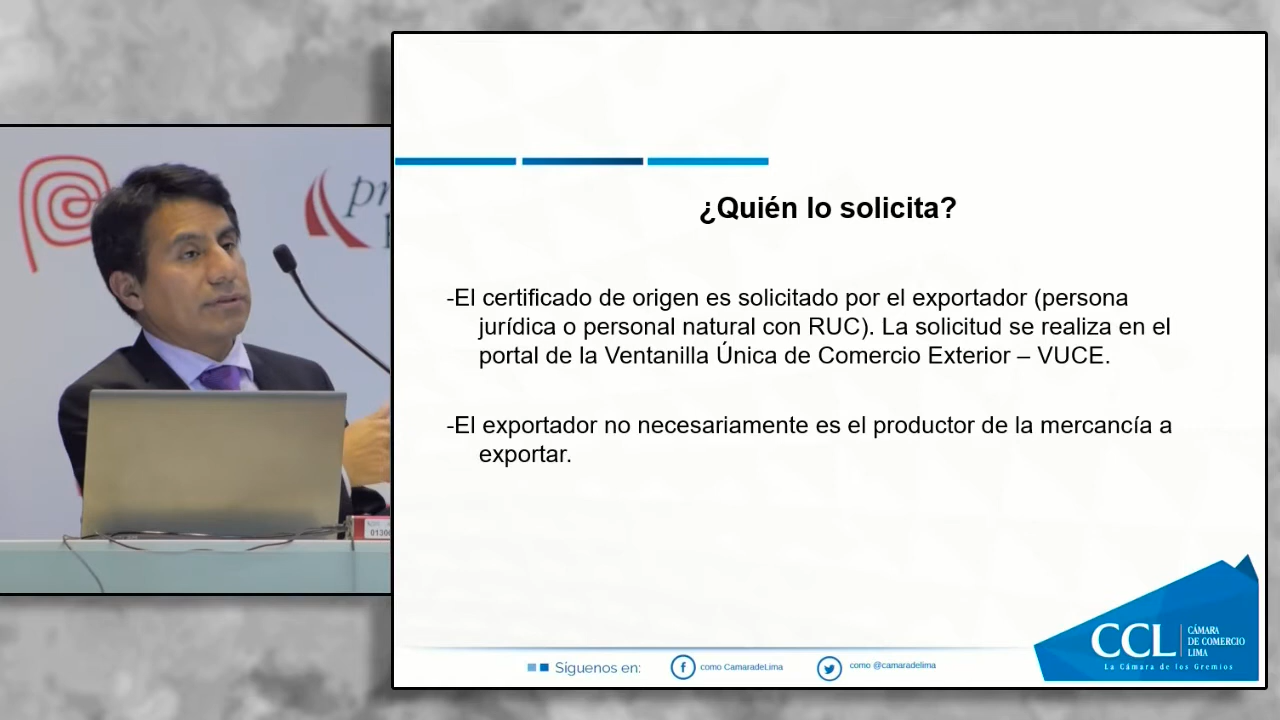 ¿Quién lo solicita?
-El certificado de origen es solicitado por el exportador (persona
jurídica o personal natural con RUC). La solicitud se realiza en el
portal de la Ventanilla Única de Comercio Exterior – VUCE.
-El exportador no necesariamente es el productor de la mercancía a
exportar.
Síguenos en:
como CamaradeLima
como @camaradelima
CCL
CÁMARA
DE COMERCIO
LIMA
La Cámara de los Gremios